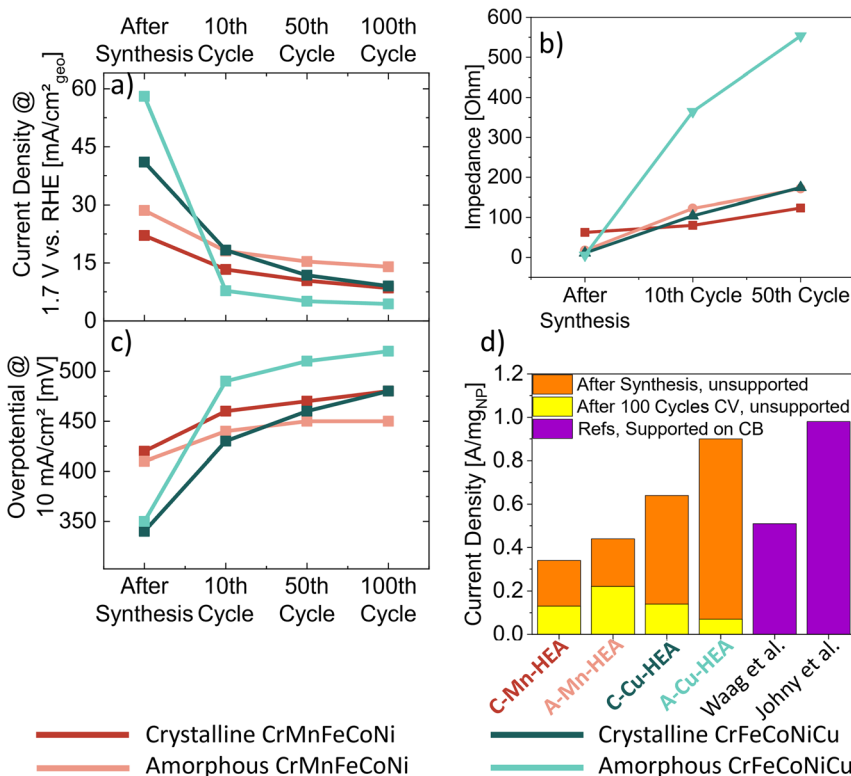 After Synthesis
10th Cycle
50th Cycle
100th Cycle
a)
Current Density @
1.7 V vs. RHE [mA/cm²geo]
60
45
30
15
0
b)
Impedance [Ohm]
600
500
400
300
200
100
0
After Synthesis
10th Cycle
50th Cycle
c)
Overpotential @
10 mA/cm² [mV]
500
450
400
350
After Synthesis
10th Cycle
50th Cycle
100th Cycle
d)
Current Density [A/mgNP]
1.2
1.0
0.8
0.6
0.4
0.2
0.0
After Synthesis, unsupported
After 100 Cycles CV, unsupported
Refs, Supported on CB
C-Mn-HEA
A-Mn-HEA
C-Cu-HEA
A-Cu-HEA
Waag et al.
Johny et al.
Crystalline CrMnFeCoNi
Amorphous CrMnFeCoNi
Crystalline CrFeCoNiCu
Amorphous CrFeCoNiCu